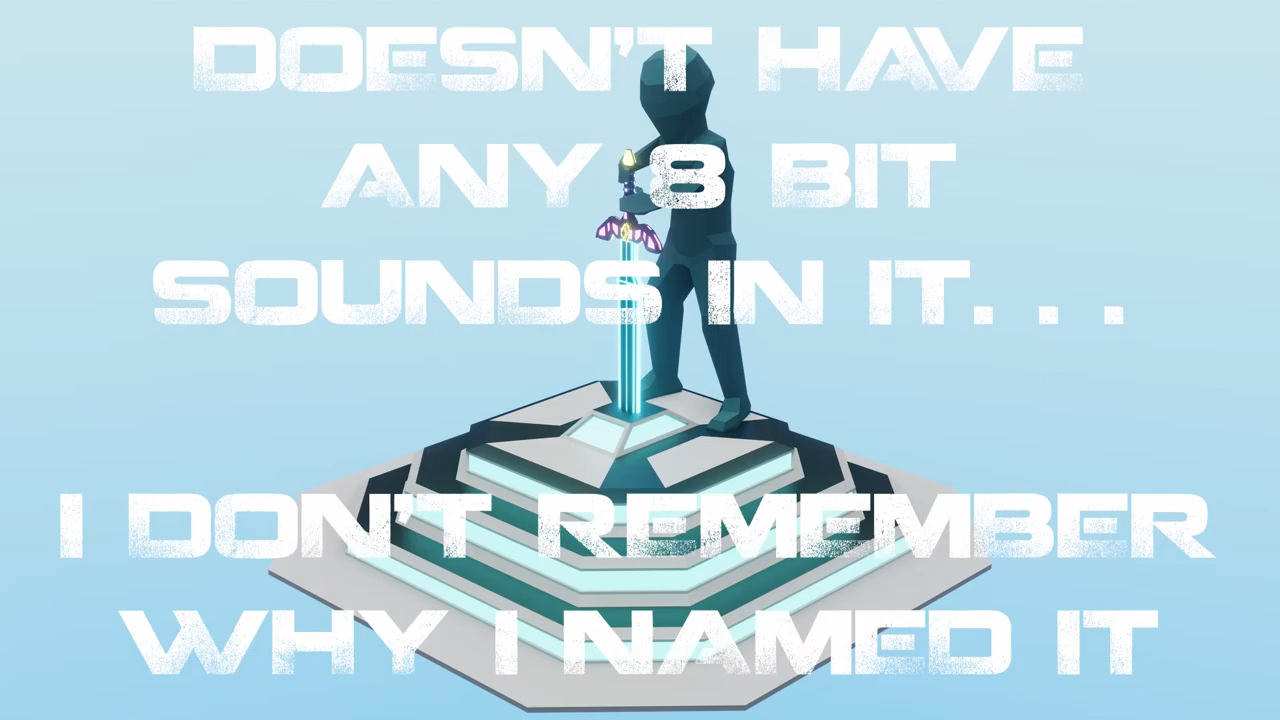 DOESN'T HAVE
ANY 8 BIT
SOUNDS IN IT. . .
I DON'T REMEMBER
WHY I NAMED IT